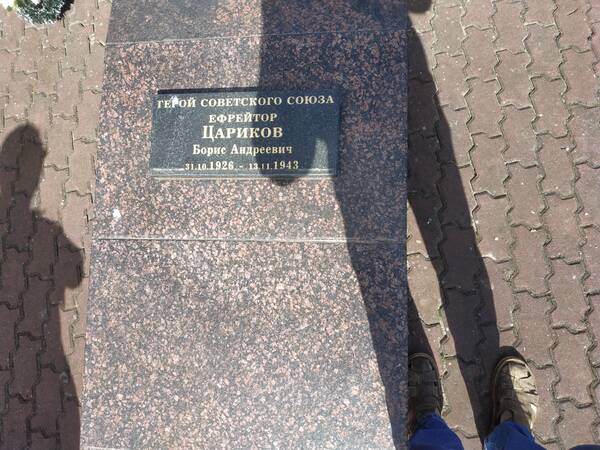 ГЕРОЙ СОВЕТСКОГО СОЮЗА
ЕФРЕЙТОР
ЦАРИКОВ
Борис Андреевич
31.10.1926 - 13.11.1943